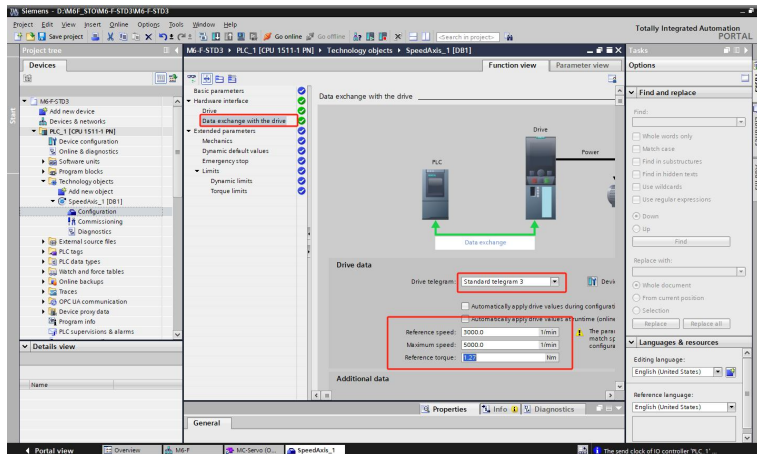 Siemens - D:\M6F_STO\M6-F-STD3\M6-F-STD3
Project Edit View Insert Online Options Tools Window Help
Totally Integrated Automation
PORTAL
Save project Go online Go offline <Search in project>
Project tree
M6-F-STD3 ▸ PLC_1 [CPU 1511-1 PN] ▸ Technology objects ▸ SpeedAxis_1 [DB1]
Tasks
Devices
Function view Parameter view
Options
M6-F-STD3
Add new device
Devices & networks
PLC_1 [CPU 1511-1 PN]
Device configuration
Online & diagnostics
Software units
Program blocks
Technology objects
Add new object
SpeedAxis_1 [DB1]
Configuration
Commissioning
Diagnostics
External source files
PLC tags
PLC data types
Watch and force tables
Online backups
Traces
OPC UA communication
Device proxy data
Program info
PLC supervisions & alarms
Details view
Name
Start
Basic parameters
Hardware interface
Drive
Data exchange with the drive
Extended parameters
Mechanics
Dynamic default values
Emergency stop
Limits
Dynamic limits
Torque limits
Data exchange with the drive
Drive
PLC
Power
Data exchange
Drive data
Drive telegram: Standard telegram 3
Devi
Automatically apply drive values during configurati
Automatically apply drive values at runtime (online
Reference speed: 3000.0 1/min
The para
match sp
configura
Maximum speed: 5000.0 1/min
Reference torque: 1.27 Nm
Additional data
Properties Info Diagnostics
General
Find and replace
Find:
Whole words only
Match case
Find in substructures
Find in hidden texts
Use wildcards
Use regular expressions
Down
Up
Find
Replace with:
Whole document
From current position
Selection
Replace Replace all
Languages & resources
Editing language:
English (United States)
Reference language:
English (United States)
Portal view Overview M6-F MC-Servo (O... SpeedAxis_1
The send clock of IO controller 'PLC_1' ...